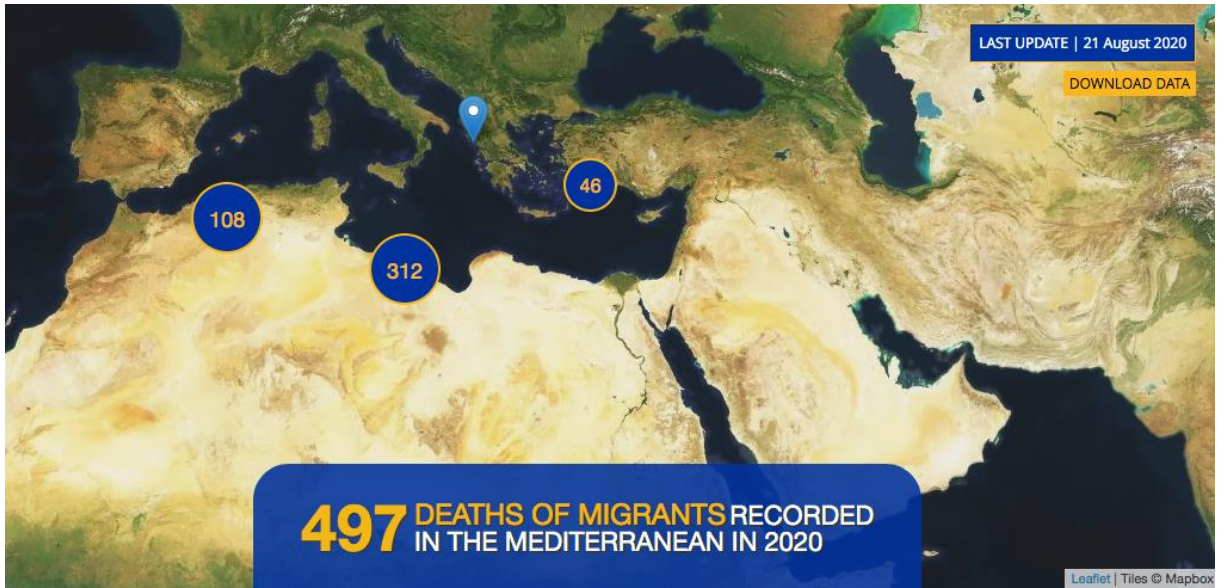 LAST UPDATE | 21 August 2020
DOWNLOAD DATA
46
108
312
497 DEATHS OF MIGRANTS RECORDED
IN THE MEDITERRANEAN IN 2020
Leaflet | Tiles © Mapbox